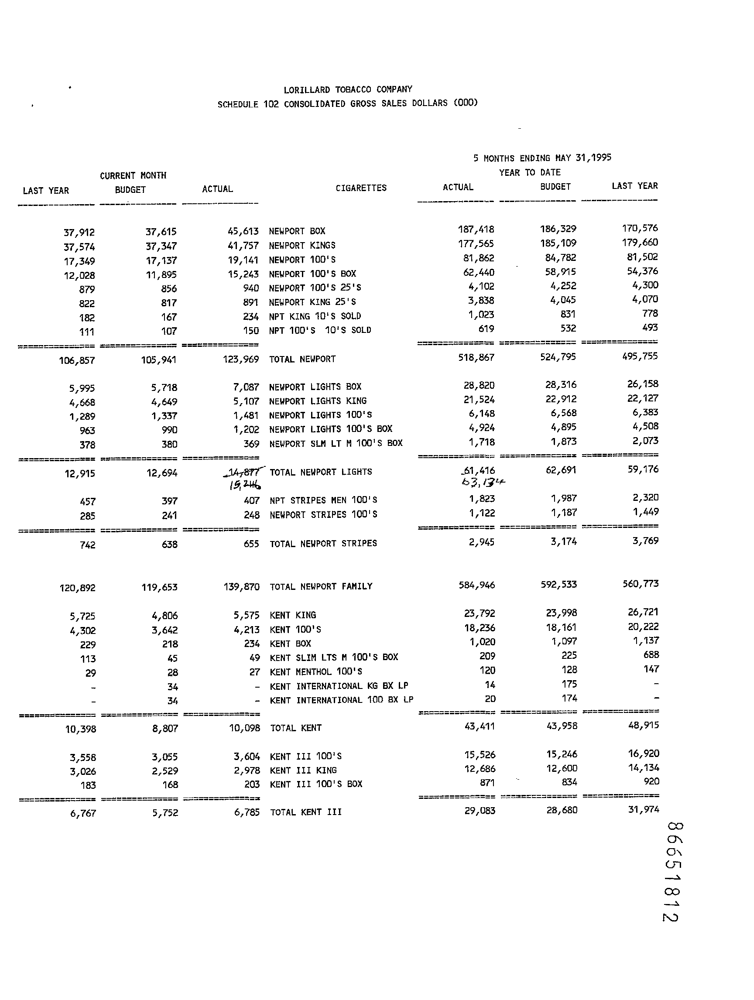 LORILLARD TOBACCO COMPANY
SCHEDULE 102 CONSOLIDATED GROSS SALES DOLLARS (000)
5 MONTHS ENDING MAY 31,1995
CURRENT MONTH YEAR TO DATE
LAST YEAR BUDGET ACTUAL CIGARETTES ACTUAL BUDGET LAST YEAR
37,912 37,615 45,613 NEWPORT BOX 187,418 186,329 170,576
37,574 37,347 41,757 NEWPORT KINGS 177,565 185,109 179,660
17,349 17,137 19,141 NEWPORT 100'S 81,862 84,782 81,502
12,028 11,895 15,243 NEWPORT 100'S BOX 62,440 58,915 54,376
879 856 940 NEWPORT 100'S 25'S 4,102 4,252 4,300
822 817 891 NEWPORT KING 25'S 3,838 4,045 4,070
182 167 234 NPT KING 10'S SOLD 1,023 831 778
111 107 150 NPT 100'S 10'S SOLD 619 532 493
106,857 105,941 123,969 TOTAL NEWPORT 518,867 524,795 495,755
5,995 5,718 7,087 NEWPORT LIGHTS BOX 28,820 28,316 26,158
4,668 4,649 5,107 NEWPORT LIGHTS KING 21,524 22,912 22,127
1,289 1,337 1,481 NEWPORT LIGHTS 100'S 6,148 6,568 6,383
963 990 1,202 NEWPORT LIGHTS 100'S BOX 4,924 4,895 4,508
378 380 369 NEWPORT SLM LT M 100'S BOX 1,718 1,873 2,073
12,915 12,694 14,877 TOTAL NEWPORT LIGHTS 61,416 62,691 59,176
15,246 63,134
457 397 407 NPT STRIPES MEN 100'S 1,823 1,987 2,320
285 241 248 NEWPORT STRIPES 100'S 1,122 1,187 1,449
742 638 655 TOTAL NEWPORT STRIPES 2,945 3,174 3,769
120,892 119,653 139,870 TOTAL NEWPORT FAMILY 584,946 592,533 560,773
5,725 4,806 5,575 KENT KING 23,792 23,998 26,721
4,302 3,642 4,213 KENT 100'S 18,236 18,161 20,222
229 218 234 KENT BOX 1,020 1,097 1,137
113 45 49 KENT SLIM LTS M 100'S BOX 209 225 688
29 28 27 KENT MENTHOL 100'S 120 128 147
- 34 - KENT INTERNATIONAL KG BX LP 14 175 -
- 34 - KENT INTERNATIONAL 100 BX LP 20 174 -
10,398 8,807 10,098 TOTAL KENT 43,411 43,958 48,915
3,558 3,055 3,604 KENT III 100'S 15,526 15,246 16,920
3,026 2,529 2,978 KENT III KING 12,686 12,600 14,134
183 168 203 KENT III 100'S BOX 871 834 920
6,767 5,752 6,785 TOTAL KENT III 29,083 28,680 31,974
86651812